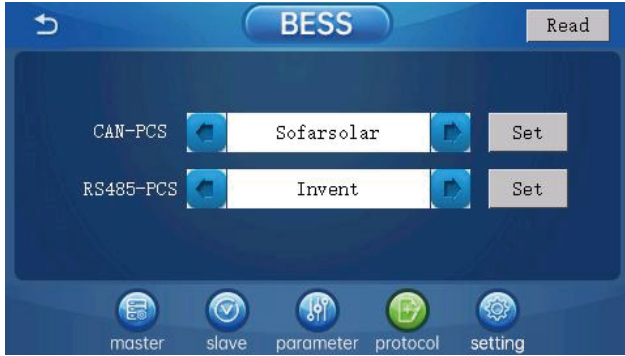 BESS
Read
CAN-PCS Sofarsolar Set
RS485-PCS Invent Set
master slave parameter protocol setting